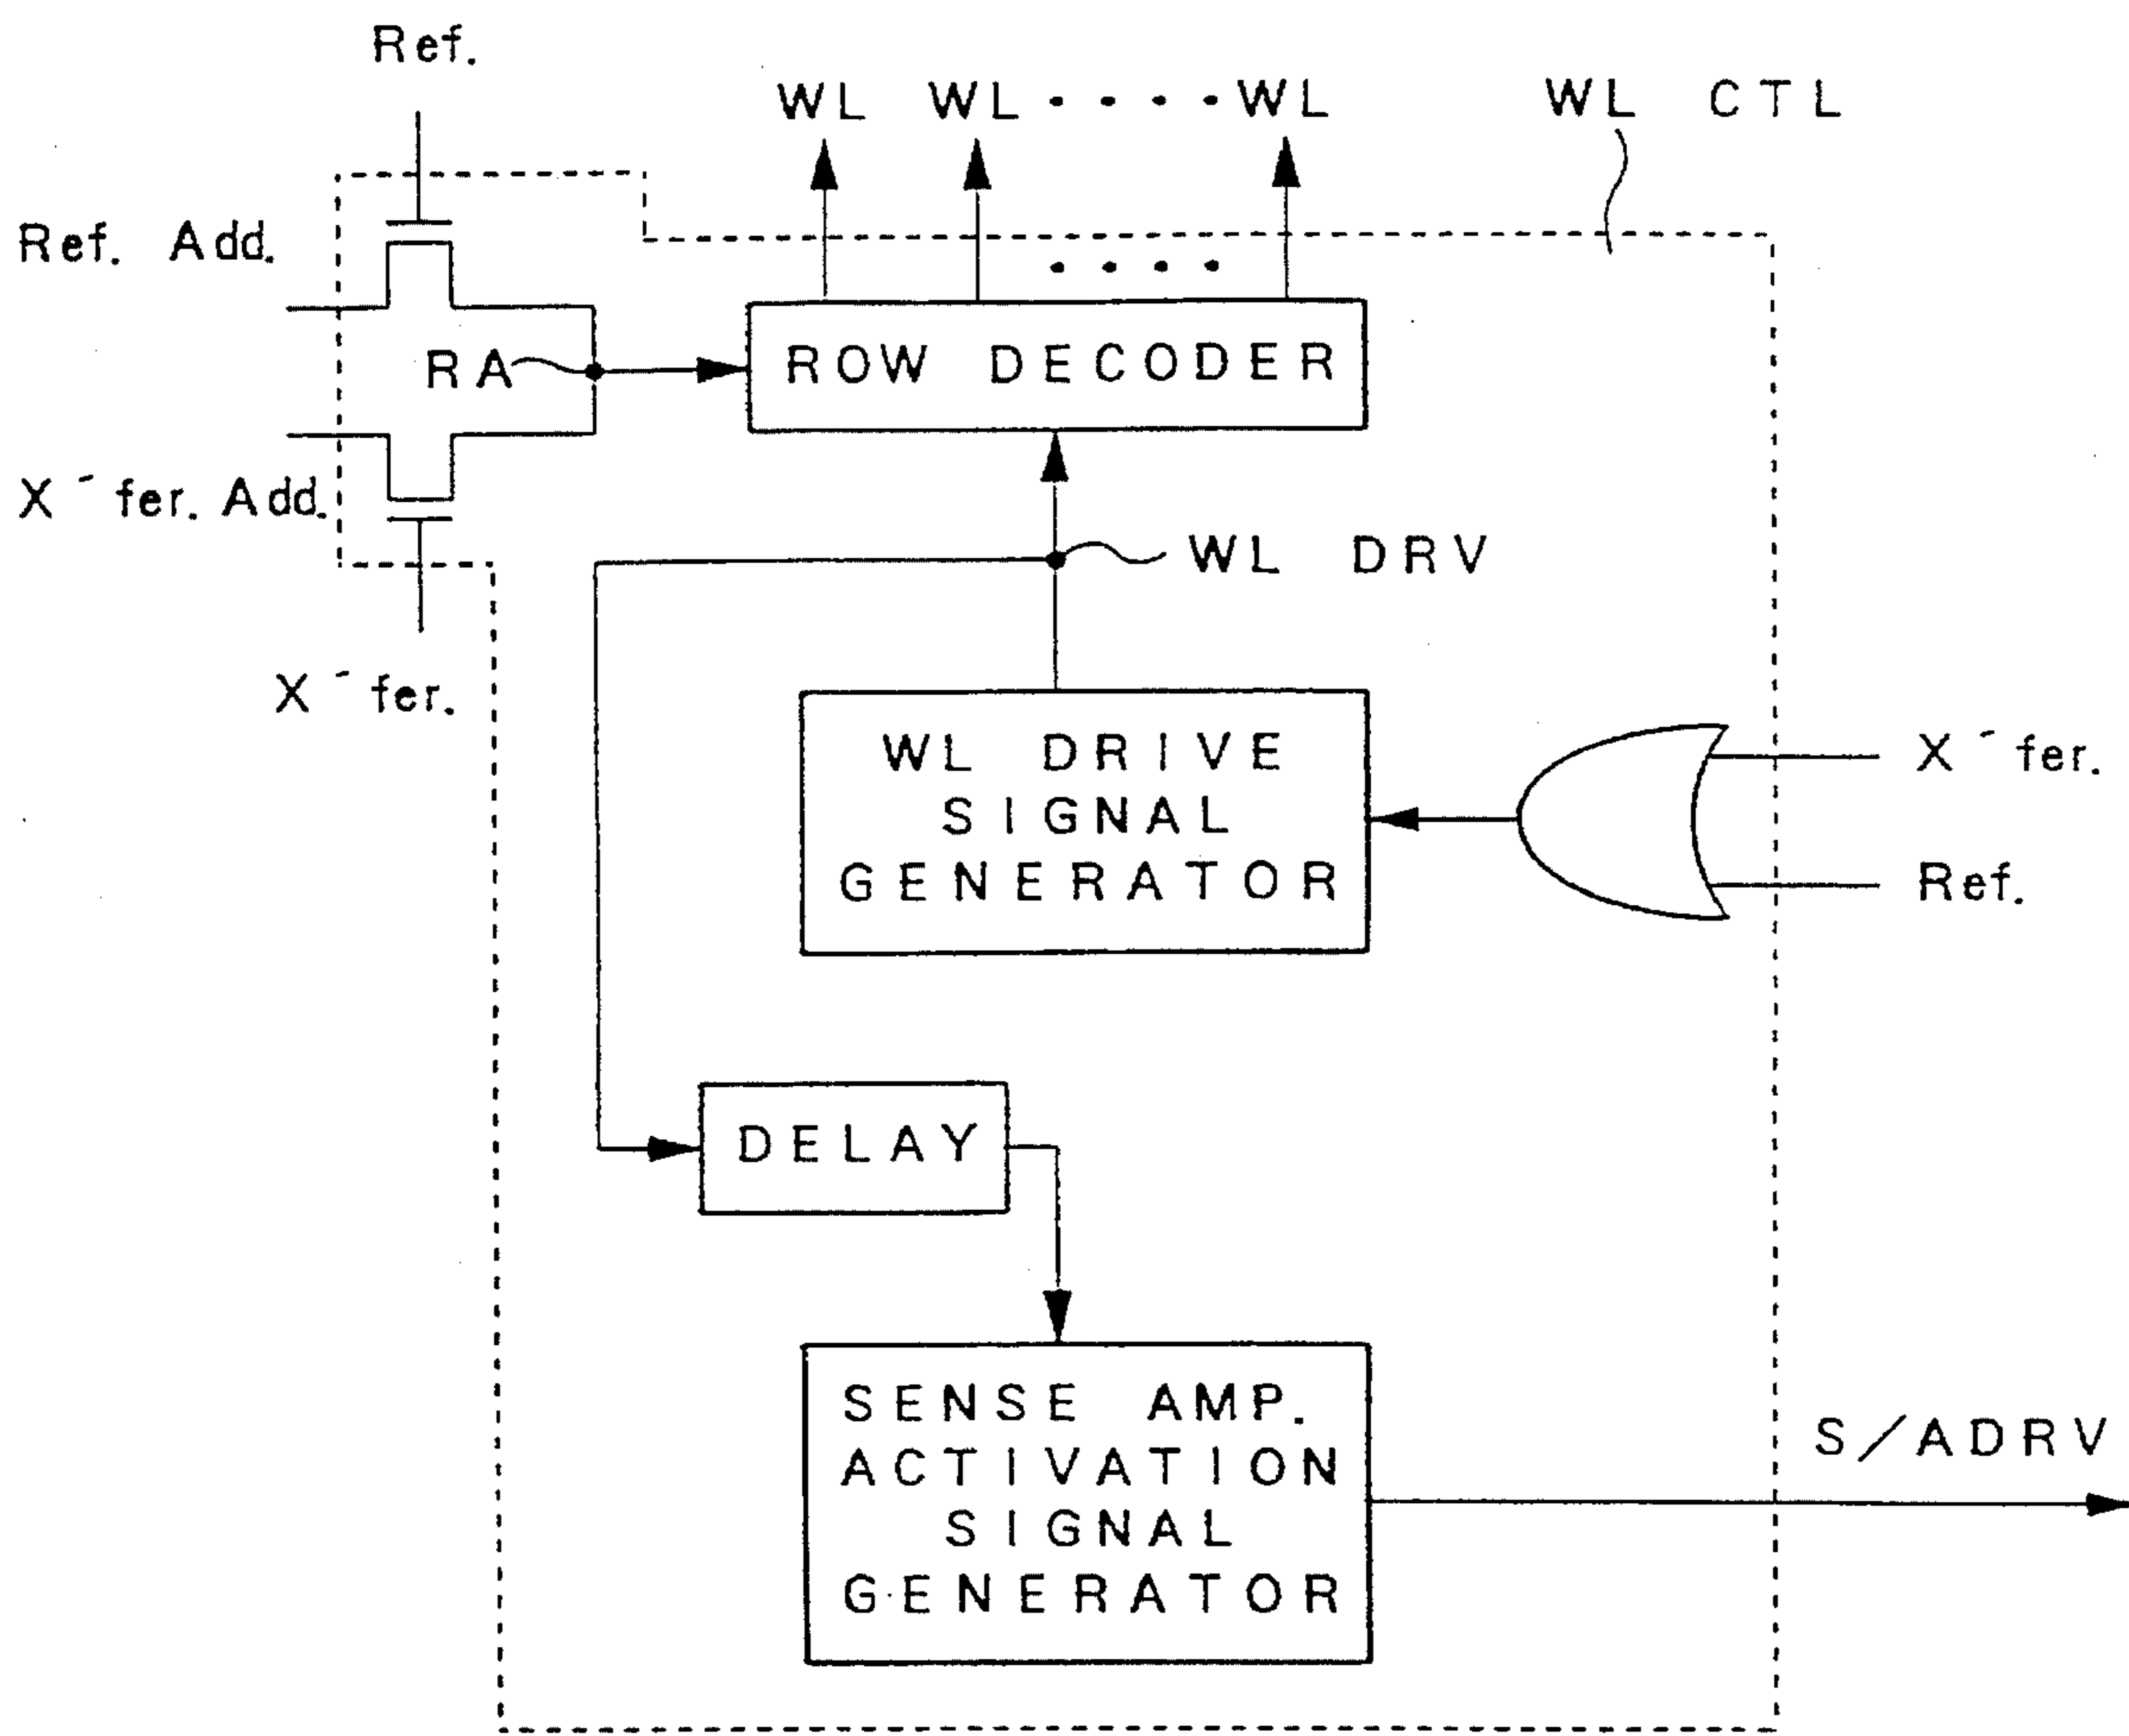 Ref.
WL WL····WL
WL CTL
Ref. Add.
RA
ROW DECODER
X´fer. Add.
WL DRV
X´fer.
WL DRIVE
SIGNAL
GENERATOR
X´fer.
Ref.
DELAY
SENSE AMP.
ACTIVATION
SIGNAL
GENERATOR
S/ADRV